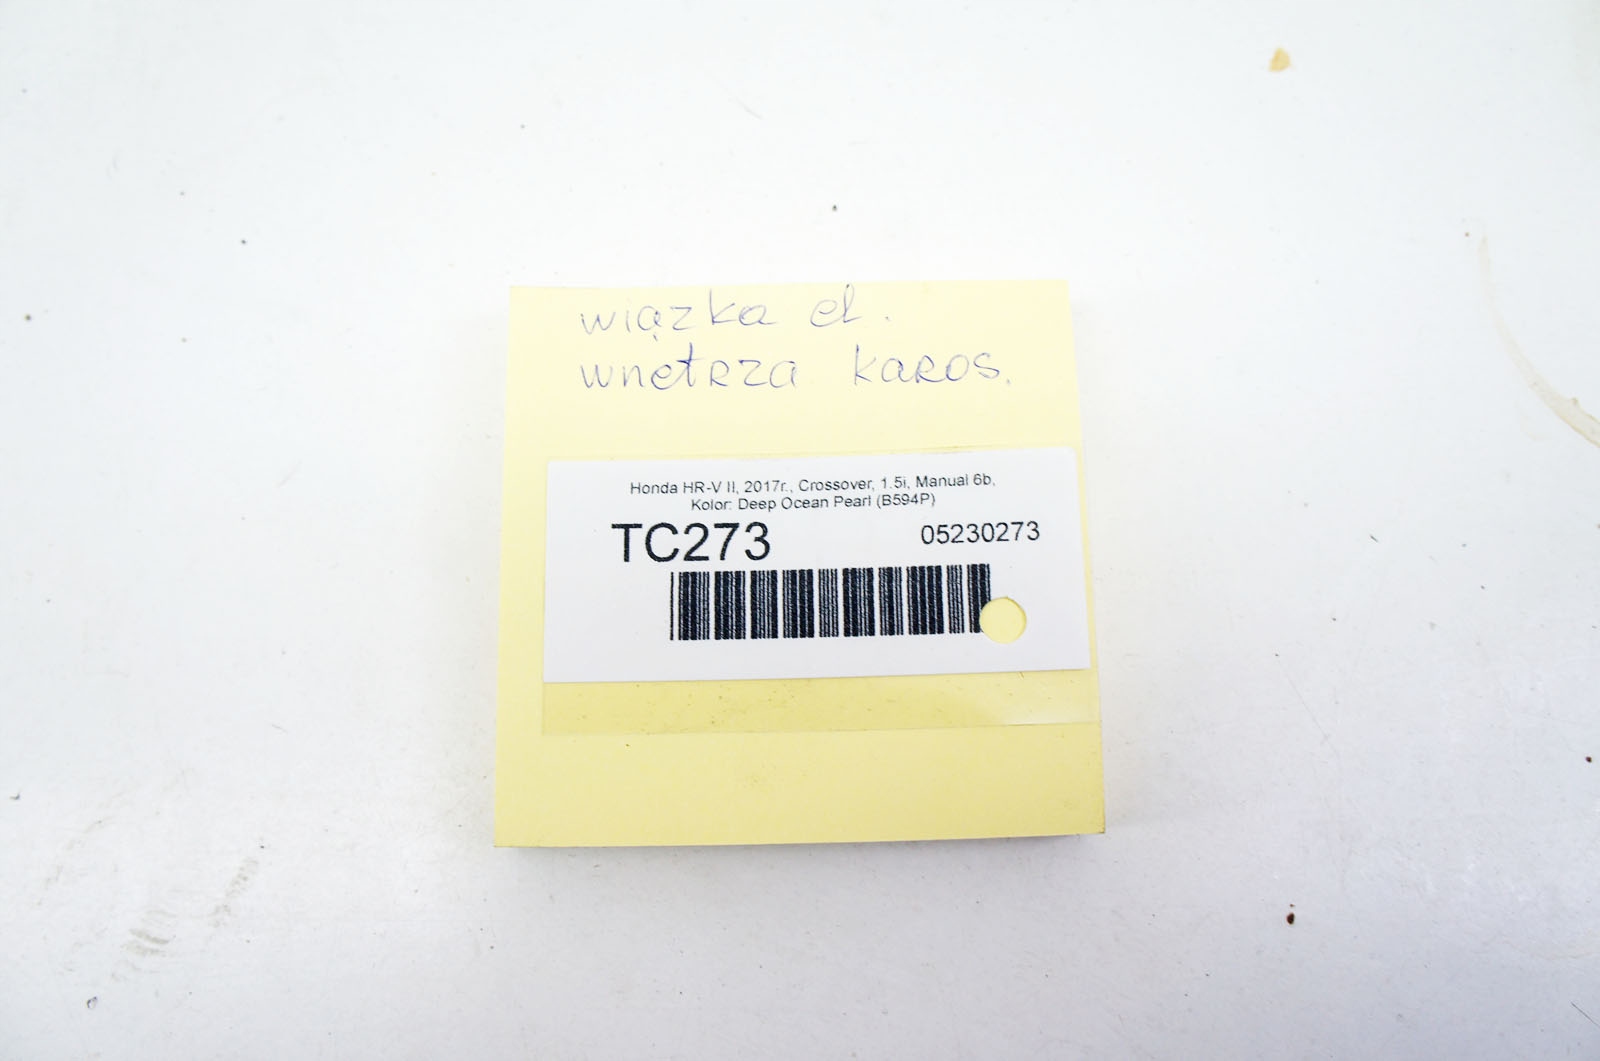 wiązka el.
wnętrza karos.
Honda HR-V II, 2017r., Crossover, 1.5i, Manual 6b,
Kolor: Deep Ocean Pearl (B594P)
TC273 05230273